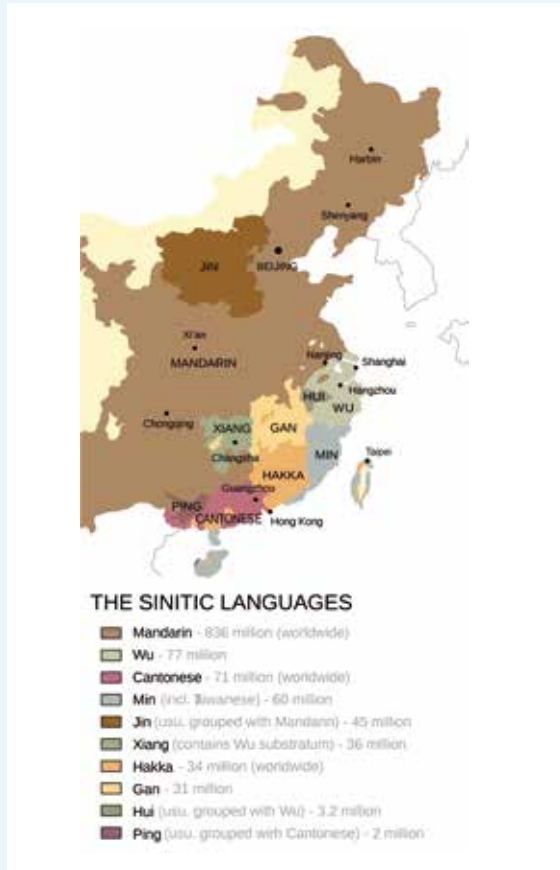 Harbin
Shenyang
JIN
BEIJING
Xi'an
MANDARIN
Nanjing
Shanghai
HUI
Hangzhou
WU
Chongqing
XIANG
GAN
Changsha
MIN
Taipei
HAKKA
Guangzhou
PING
CANTONESE
Hong Kong
THE SINITIC LANGUAGES
Mandarin - 836 million (worldwide)
Wu - 77 million
Cantonese - 71 million (worldwide)
Min (incl. Taiwanese) - 60 million
Jin (usu. grouped with Mandarin) - 45 million
Xiang (contains Wu substratum) - 36 million
Hakka - 34 million (worldwide)
Gan - 31 million
Hui (usu. grouped with Wu) - 3.2 million
Ping (usu. grouped with Cantonese) - 2 million